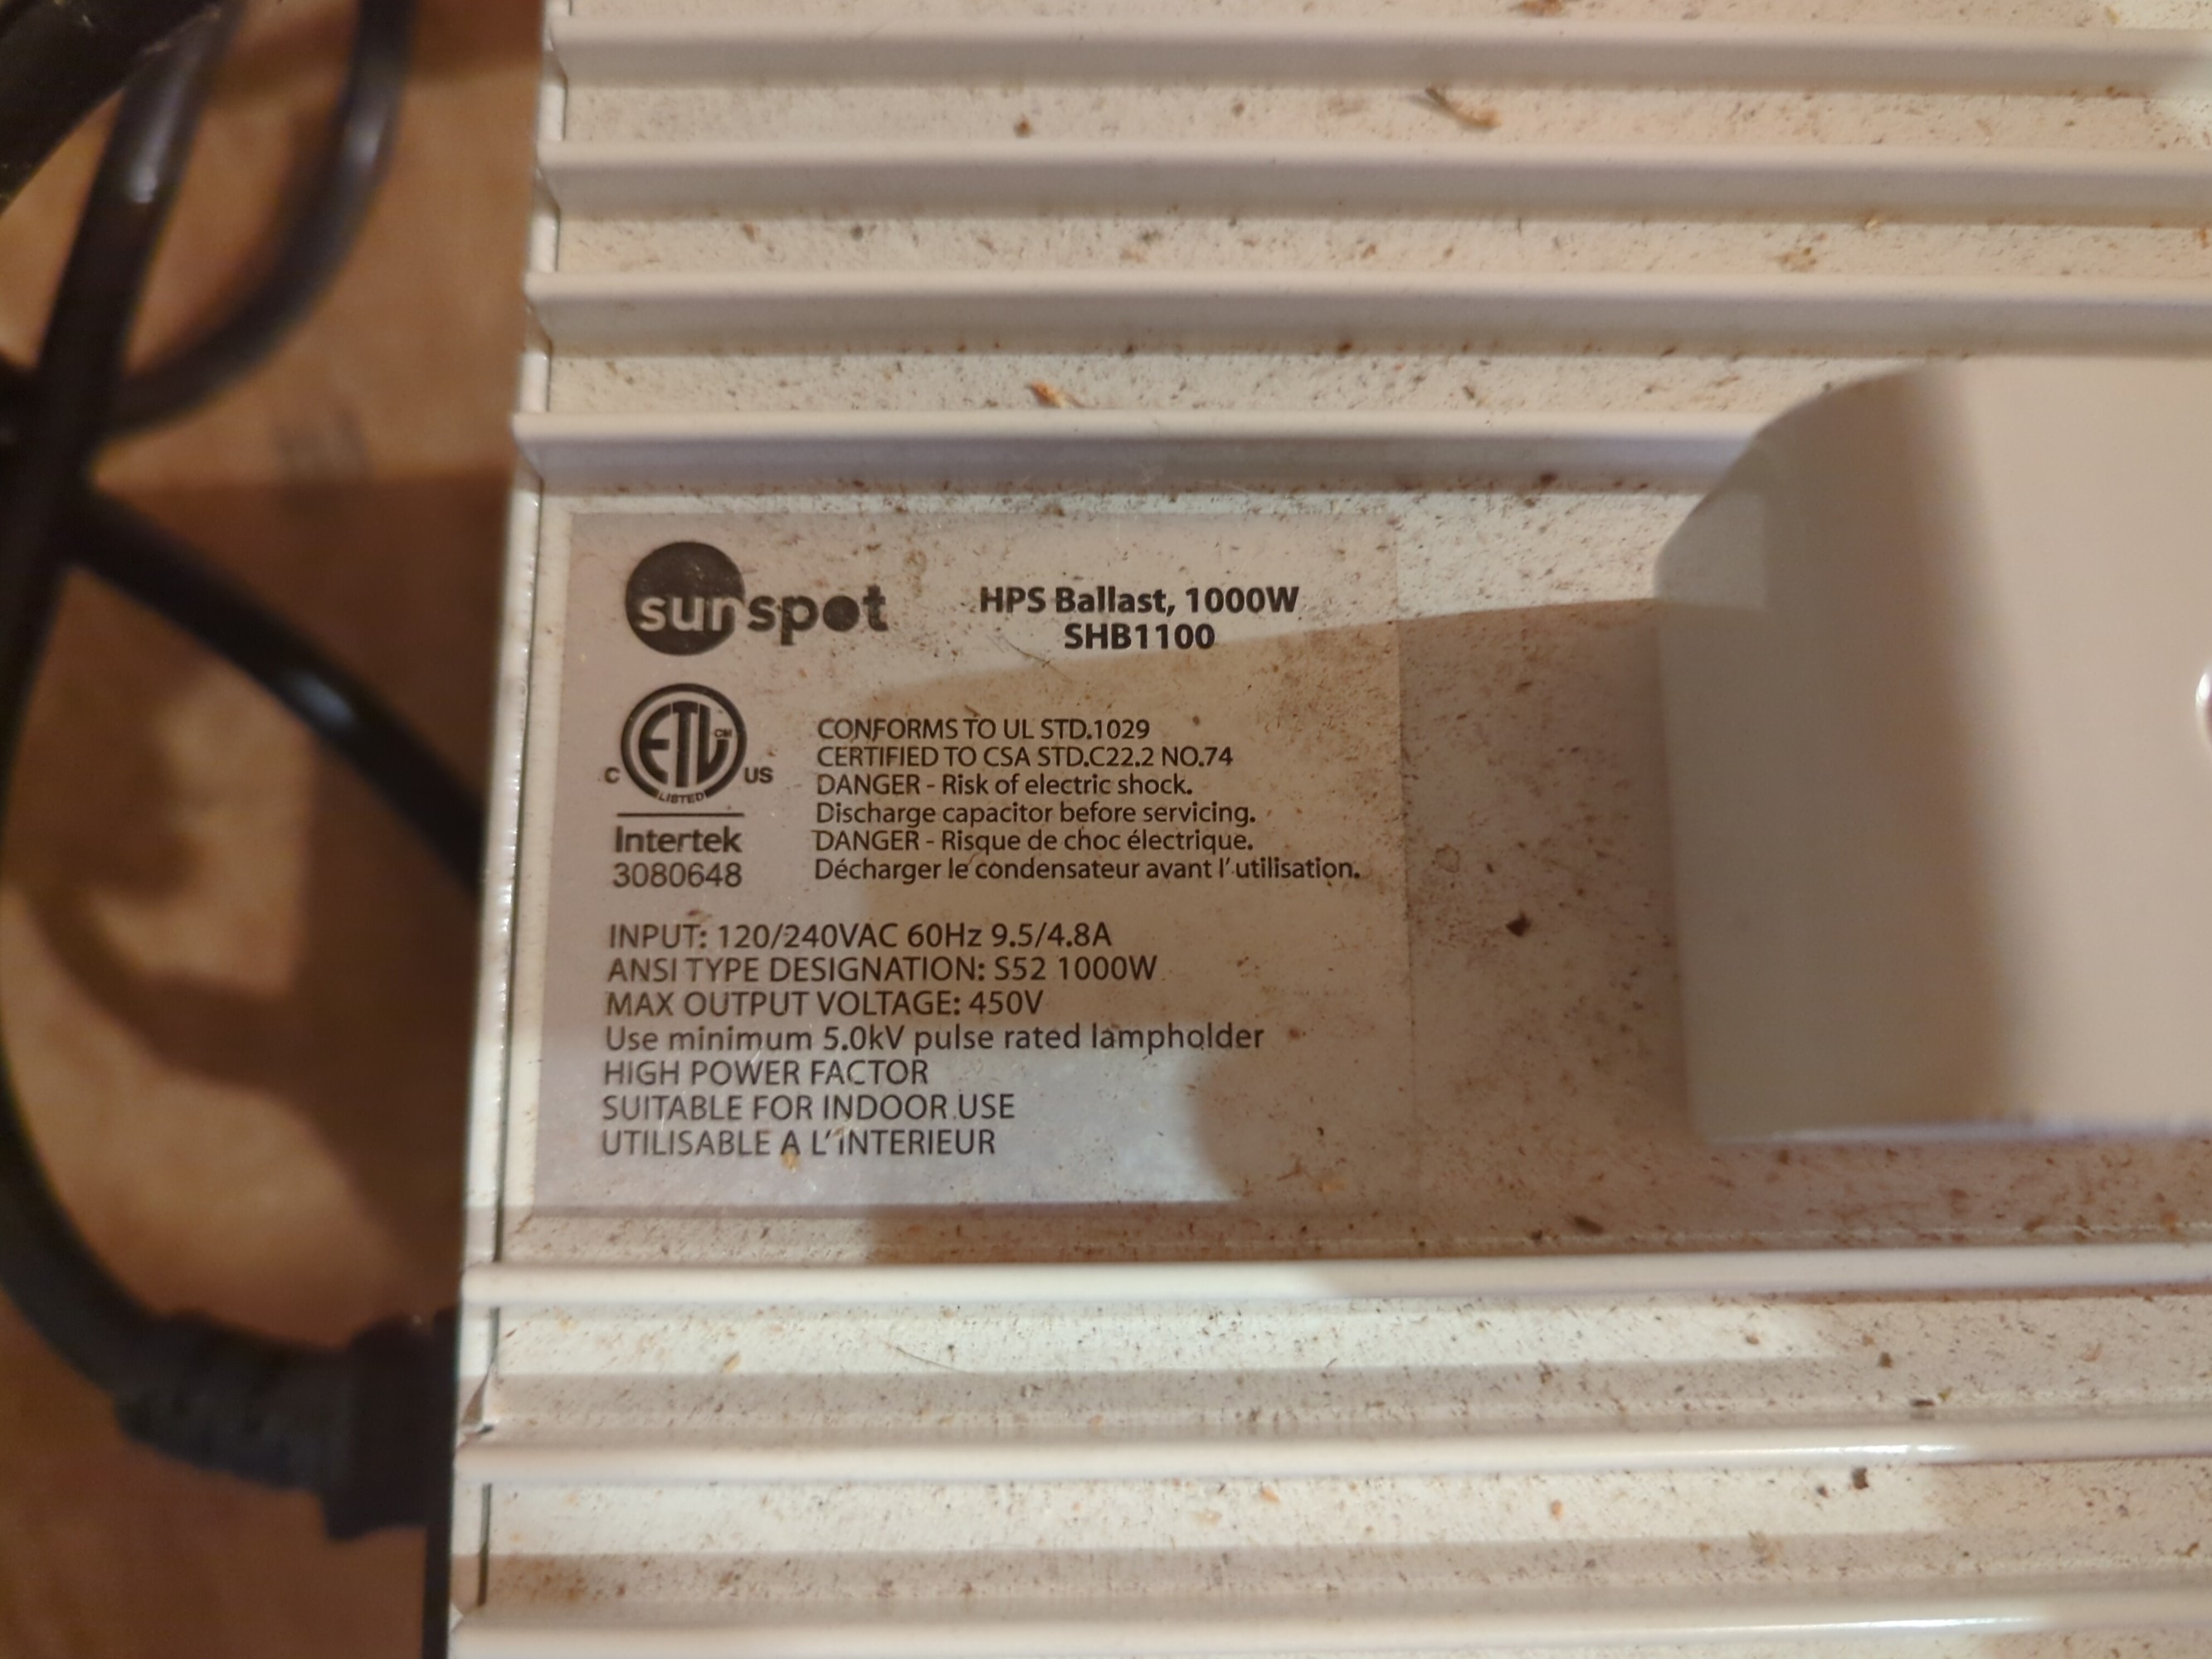 sunspot
HPS Ballast, 1000W
SHB1100
ETL CM
C US
LISTED
Intertek
3080648
CONFORMS TO UL STD.1029
CERTIFIED TO CSA STD.C22.2 NO.74
DANGER - Risk of electric shock.
Discharge capacitor before servicing.
DANGER - Risque de choc électrique.
Décharger le condensateur avant l'utilisation.
INPUT: 120/240VAC 60Hz 9.5/4.8A
ANSI TYPE DESIGNATION: S52 1000W
MAX OUTPUT VOLTAGE: 450V
Use minimum 5.0kV pulse rated lampholder
HIGH POWER FACTOR
SUITABLE FOR INDOOR USE
UTILISABLE A L'INTERIEUR